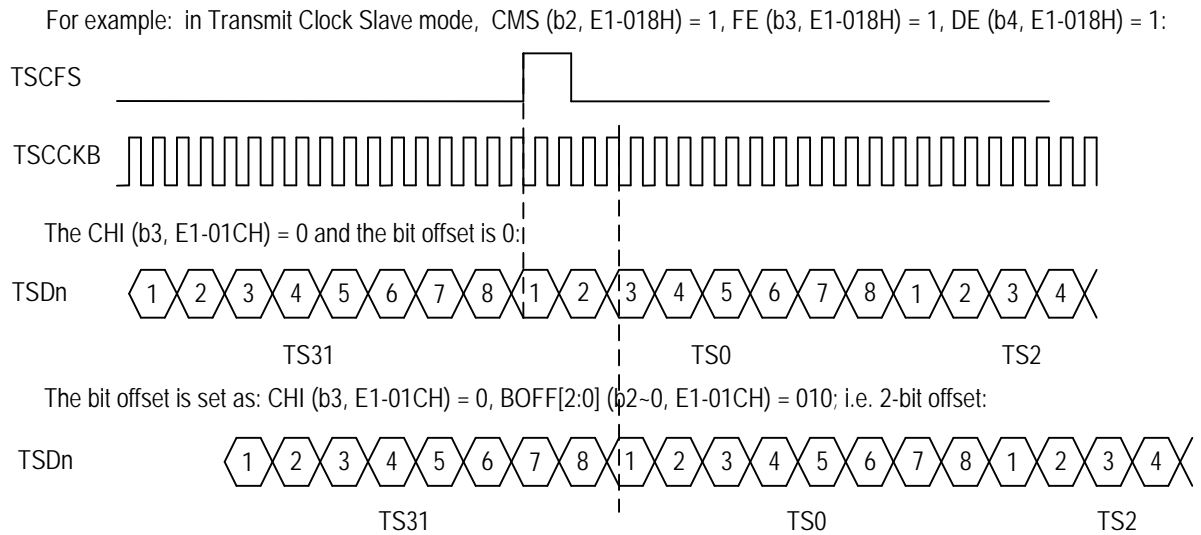 For example: in Transmit Clock Slave mode, CMS (b2, E1-018H) = 1, FE (b3, E1-018H) = 1, DE (b4, E1-018H) = 1:
TSCFS
TSCCKB
The CHI (b3, E1-01CH) = 0 and the bit offset is 0:
TSDn 1 2 3 4 5 6 7 8 1 2 3 4 5 6 7 8 1 2 3 4
TS31 TS0 TS2
The bit offset is set as: CHI (b3, E1-01CH) = 0, BOFF[2:0] (b2~0, E1-01CH) = 010; i.e. 2-bit offset:
TSDn 1 2 3 4 5 6 7 8 1 2 3 4 5 6 7 8 1 2 3 4
TS31 TS0 TS2